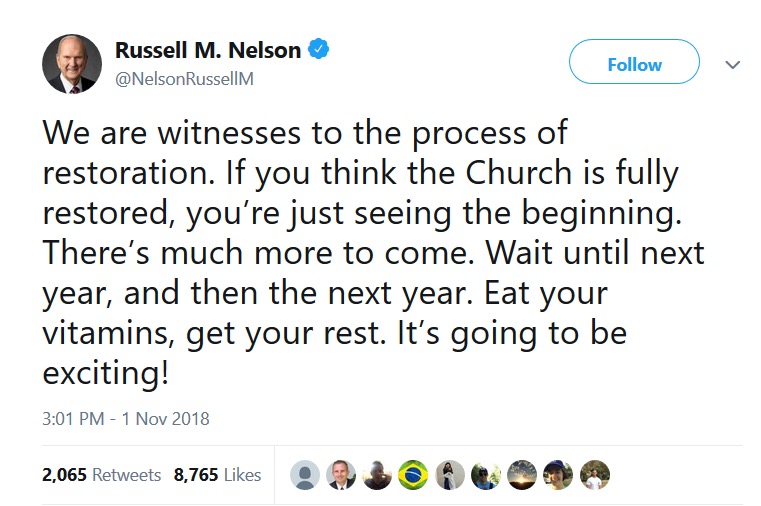 Russell M. Nelson
@NelsonRussellM
Follow
We are witnesses to the process of
restoration. If you think the Church is fully
restored, you’re just seeing the beginning.
There’s much more to come. Wait until next
year, and then the next year. Eat your
vitamins, get your rest. It’s going to be
exciting!
3:01 PM - 1 Nov 2018
2,065 Retweets 8,765 Likes